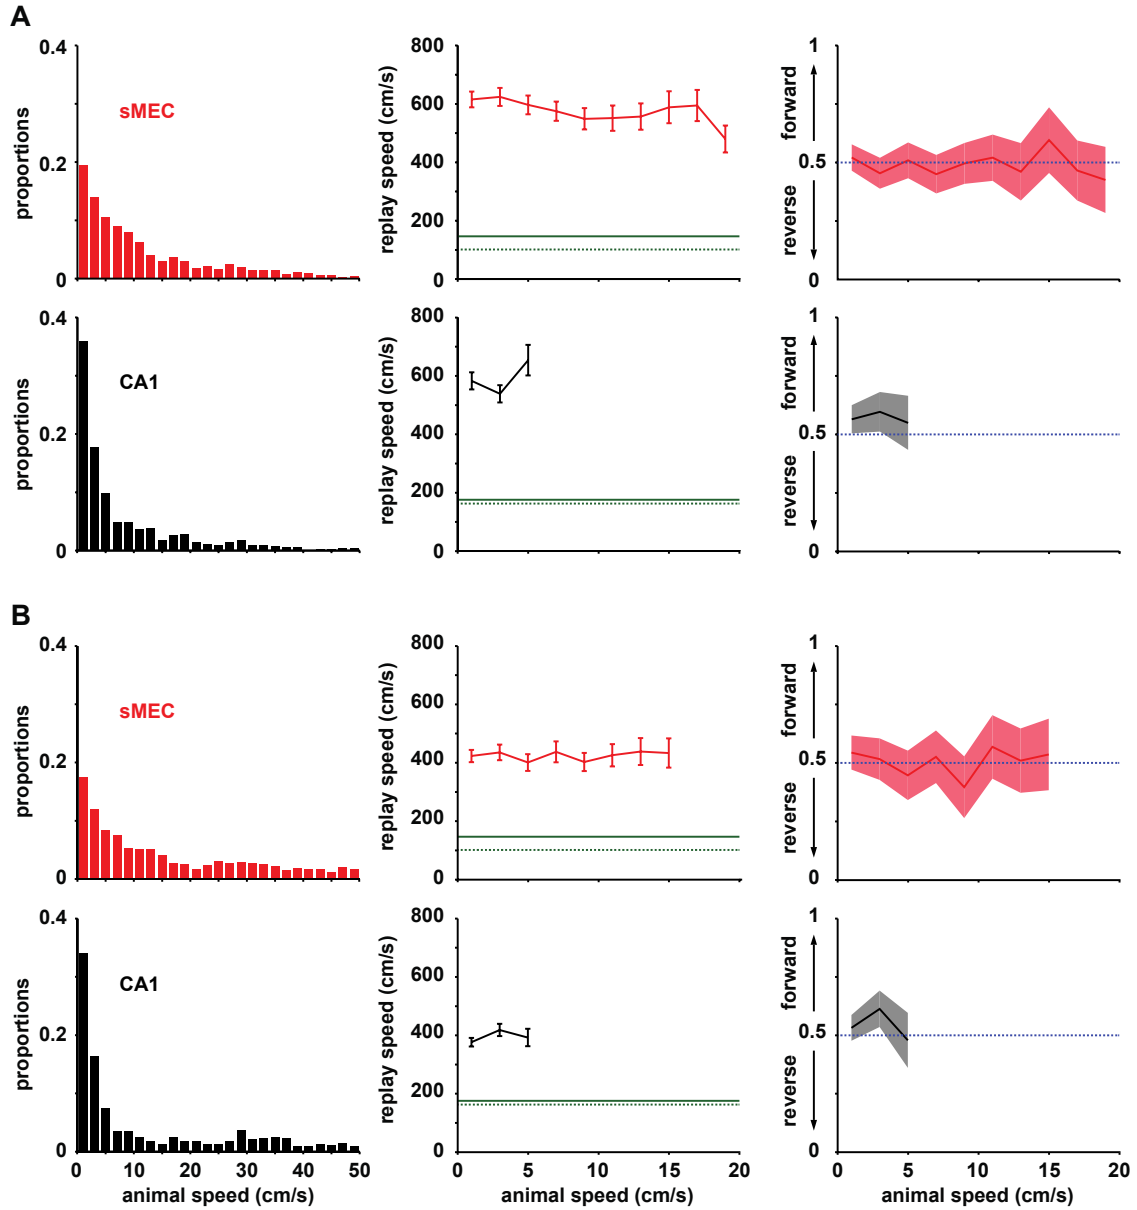 A
0.4
0.2
0
proportions
sMEC
800
600
400
200
0
replay speed (cm/s)
1
0.5
0
forward
reverse
0.4
0.2
0
proportions
CA1
800
600
400
200
0
replay speed (cm/s)
1
0.5
0
forward
reverse
B
0.4
0.2
0
proportions
sMEC
800
600
400
200
0
replay speed (cm/s)
1
0.5
0
forward
reverse
0.4
0.2
0
proportions
CA1
0 10 20 30 40 50
animal speed (cm/s)
800
600
400
200
0
replay speed (cm/s)
0 5 10 15 20
animal speed (cm/s)
1
0.5
0
forward
reverse
0 5 10 15 20
animal speed (cm/s)